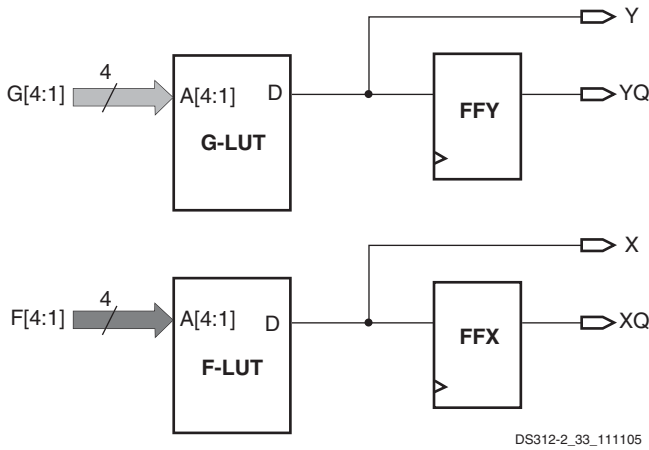 Y
4
G[4:1]
A[4:1]
D
G-LUT
FFY
YQ
X
4
F[4:1]
A[4:1]
D
F-LUT
FFX
XQ
DS312-2_33_111105